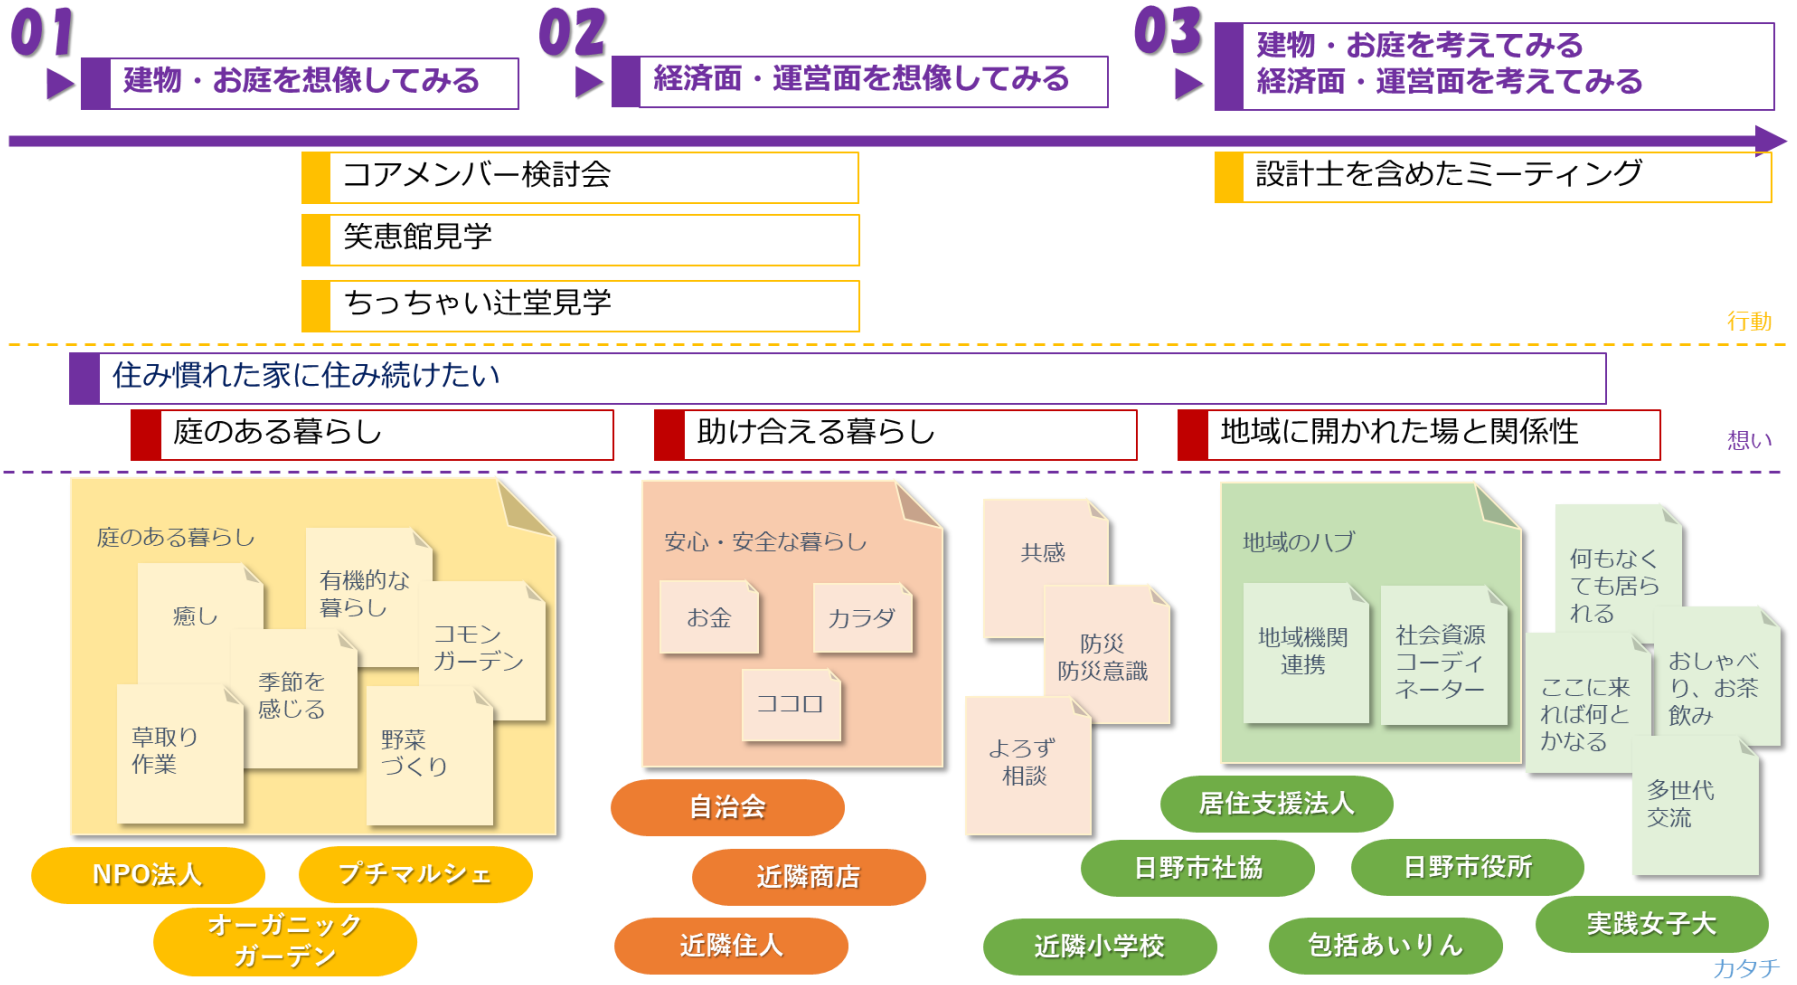 01
建物・お庭を想像してみる
02
経済面・運営面を想像してみる
03
建物・お庭を考えてみる
経済面・運営面を考えてみる
コアメンバー検討会
設計士を含めたミーティング
笑恵館見学
ちっちゃい辻堂見学
行動
住み慣れた家に住み続けたい
庭のある暮らし
助け合える暮らし
地域に開かれた場と関係性
想い
庭のある暮らし
癒し
有機的な
暮らし
コモン
ガーデン
季節を
感じる
草取り
作業
野菜
づくり
NPO法人
プチマルシェ
オーガニック
ガーデン
安心・安全な暮らし
お金
カラダ
ココロ
共感
防災
防災意識
よろず
相談
自治会
近隣商店
近隣住人
地域のハブ
地域機関
連携
社会資源
コーディ
ネーター
何もなく
ても居ら
れる
おしゃべ
り、お茶
飲み
ここに来
れば何と
かなる
多世代
交流
居住支援法人
日野市社協
日野市役所
近隣小学校
包括あいりん
実践女子大
カタチ